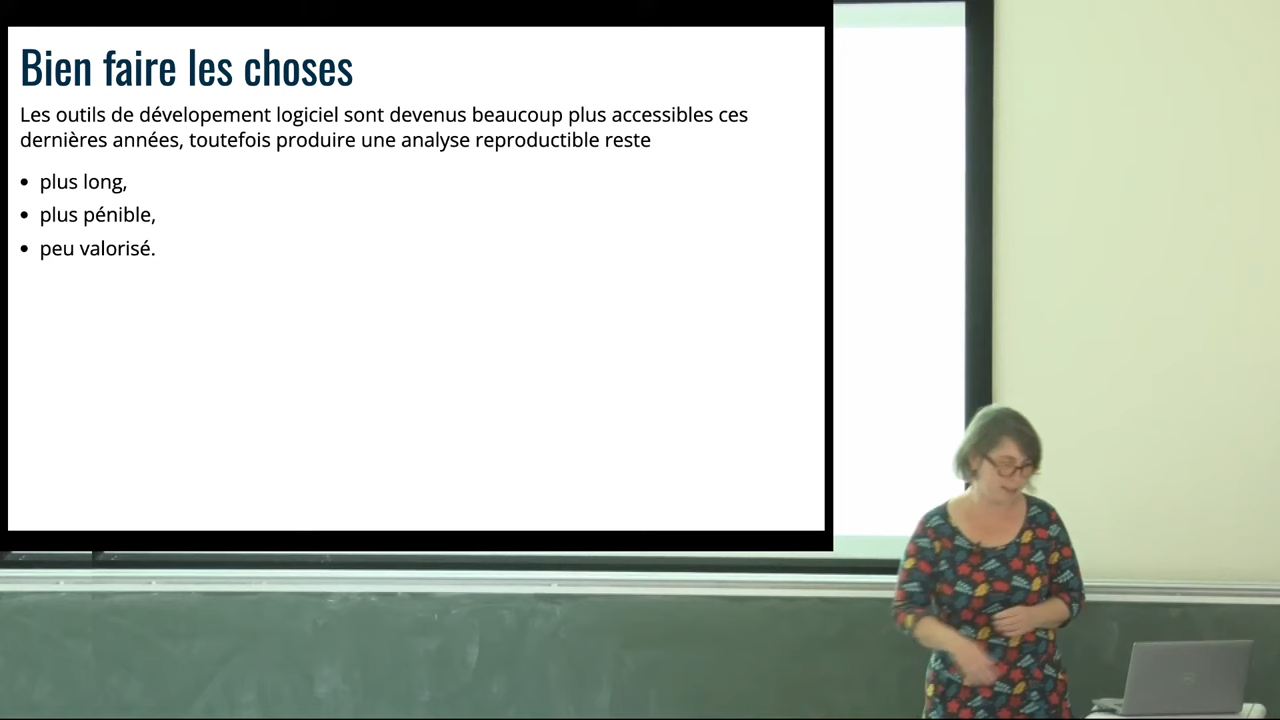 Bien faire les choses
Les outils de dévelopement logiciel sont devenus beaucoup plus accessibles ces
dernières années, toutefois produire une analyse reproductible reste
• plus long,
• plus pénible,
• peu valorisé.